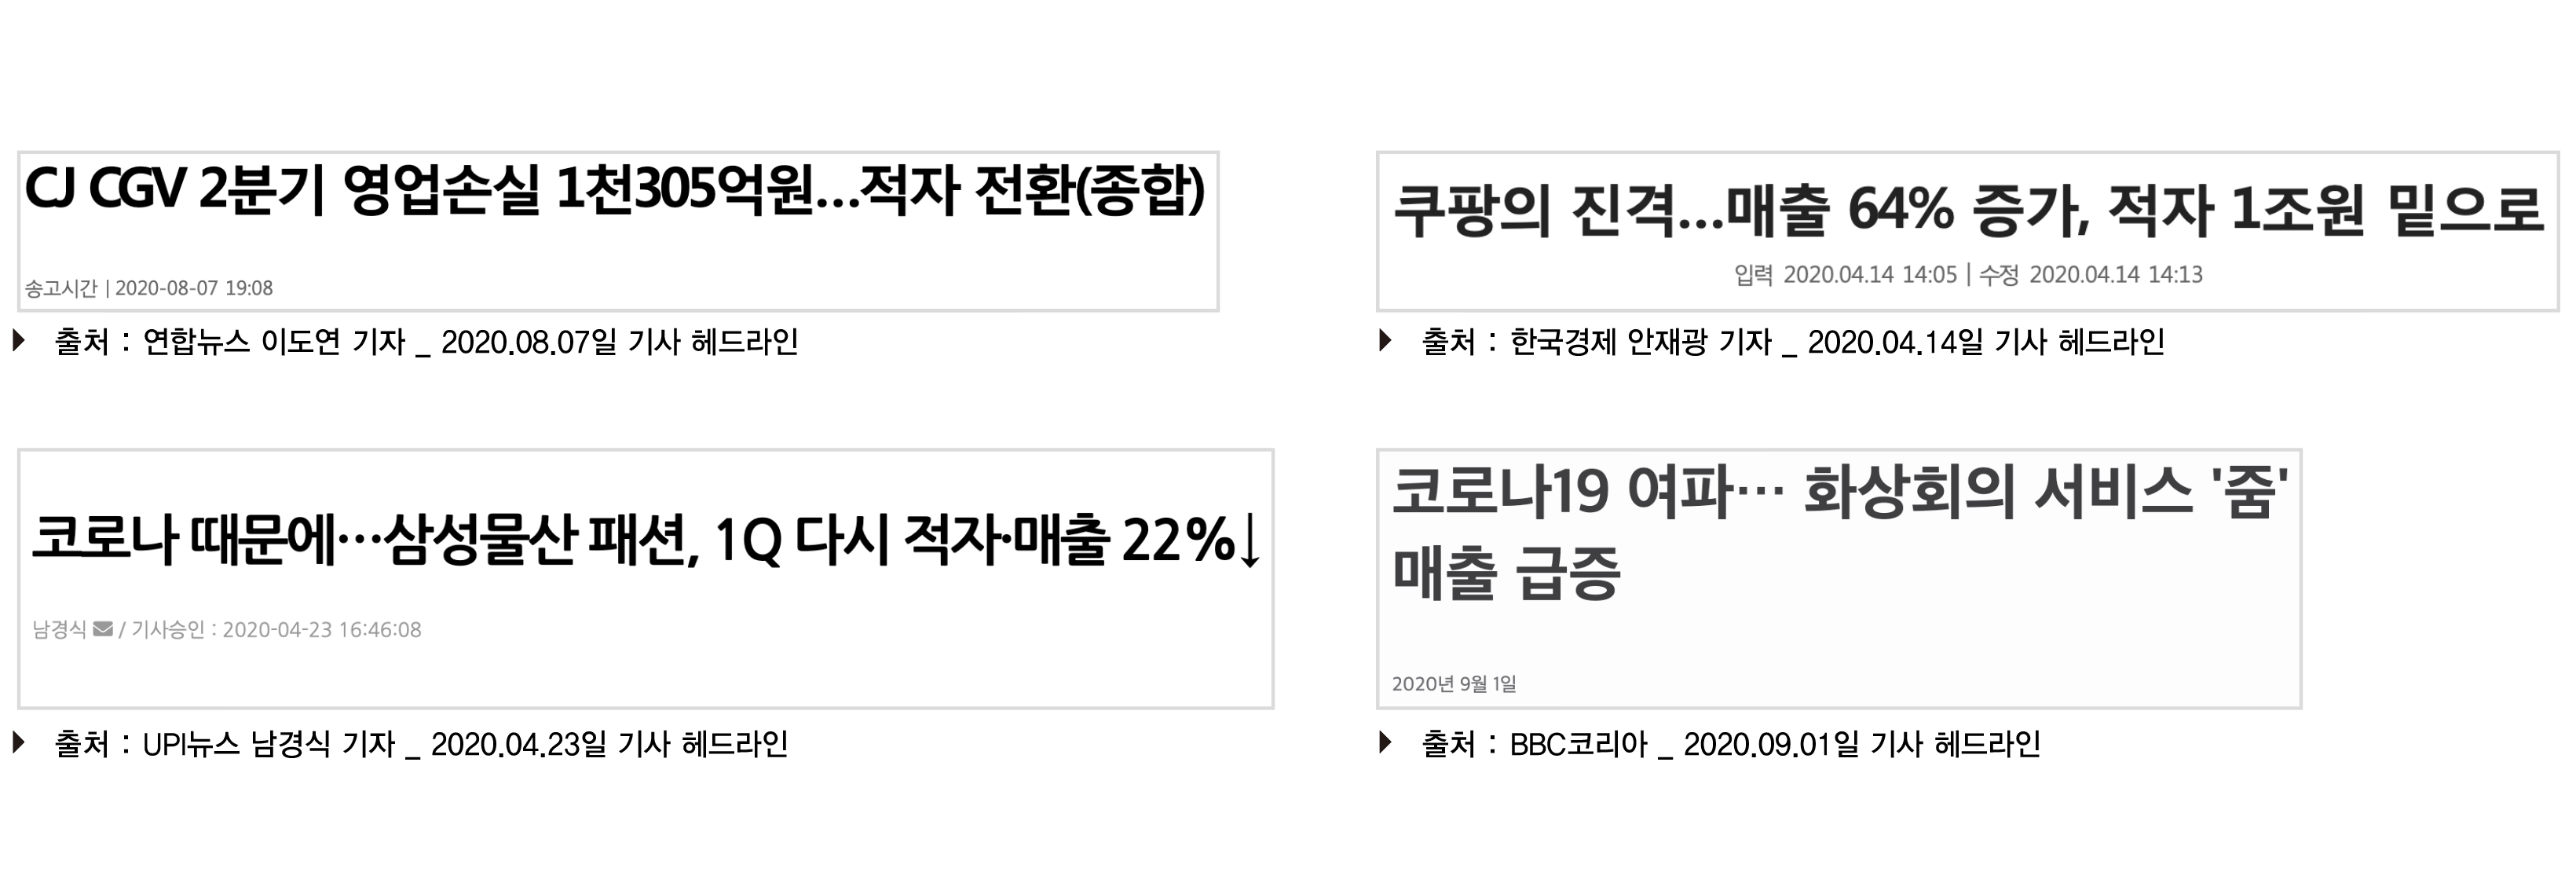 CJ CGV 2분기 영업손실 1천305억원...적자 전환(종합)
송고시간 | 2020-08-07 19:08
▶ 출처 : 연합뉴스 이도연 기자 _ 2020.08.07일 기사 헤드라인
쿠팡의 진격...매출 64% 증가, 적자 1조원 밑으로
입력 2020.04.14 14:05 | 수정 2020.04.14 14:13
▶ 출처 : 한국경제 안재광 기자 _ 2020.04.14일 기사 헤드라인
코로나 때문에…삼성물산 패션, 1Q 다시 적자·매출 22%↓
남경식 / 기사승인 : 2020-04-23 16:46:08
▶ 출처 : UPI뉴스 남경식 기자 _ 2020.04.23일 기사 헤드라인
코로나19 여파… 화상회의 서비스 '줌'
매출 급증
2020년 9월 1일
▶ 출처 : BBC코리아 _ 2020.09.01일 기사 헤드라인